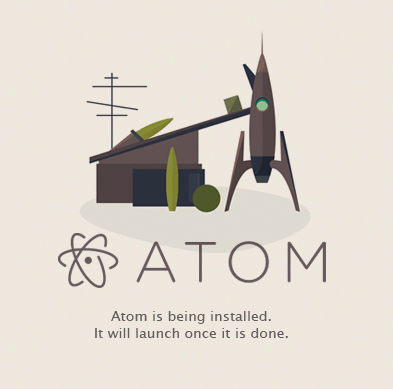 ATOM
Atom is being installed.
It will launch once it is done.